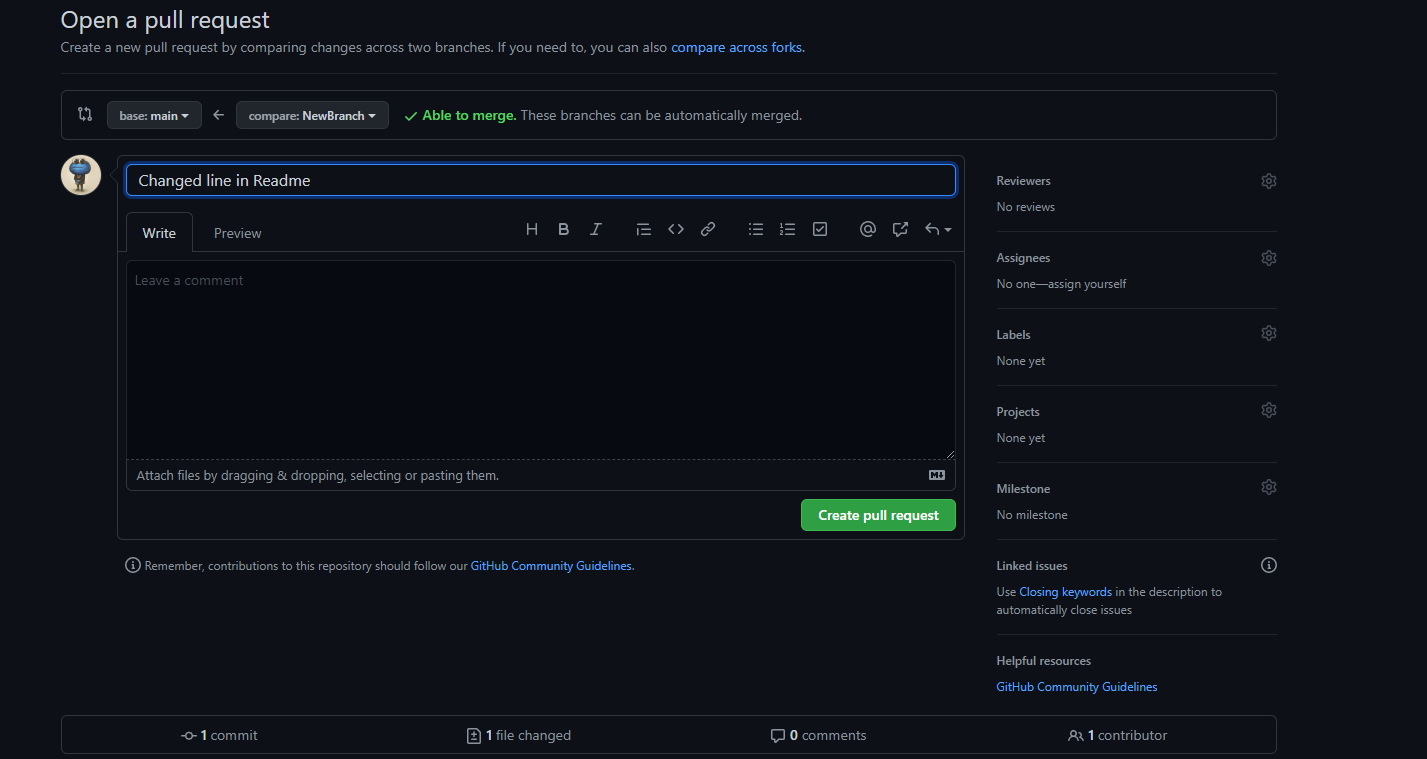 Open a pull request
Create a new pull request by comparing changes across two branches. If you need to, you can also compare across forks.
base: main
compare: NewBranch
Able to merge. These branches can be automatically merged.
Changed line in Readme
Write Preview
Leave a comment
Attach files by dragging & dropping, selecting or pasting them.
Create pull request
Remember, contributions to this repository should follow our GitHub Community Guidelines.
Reviewers
No reviews
Assignees
No one—assign yourself
Labels
None yet
Projects
None yet
Milestone
No milestone
Linked issues
Use Closing keywords in the description to
automatically close issues
Helpful resources
GitHub Community Guidelines
1 commit 1 file changed 0 comments 1 contributor